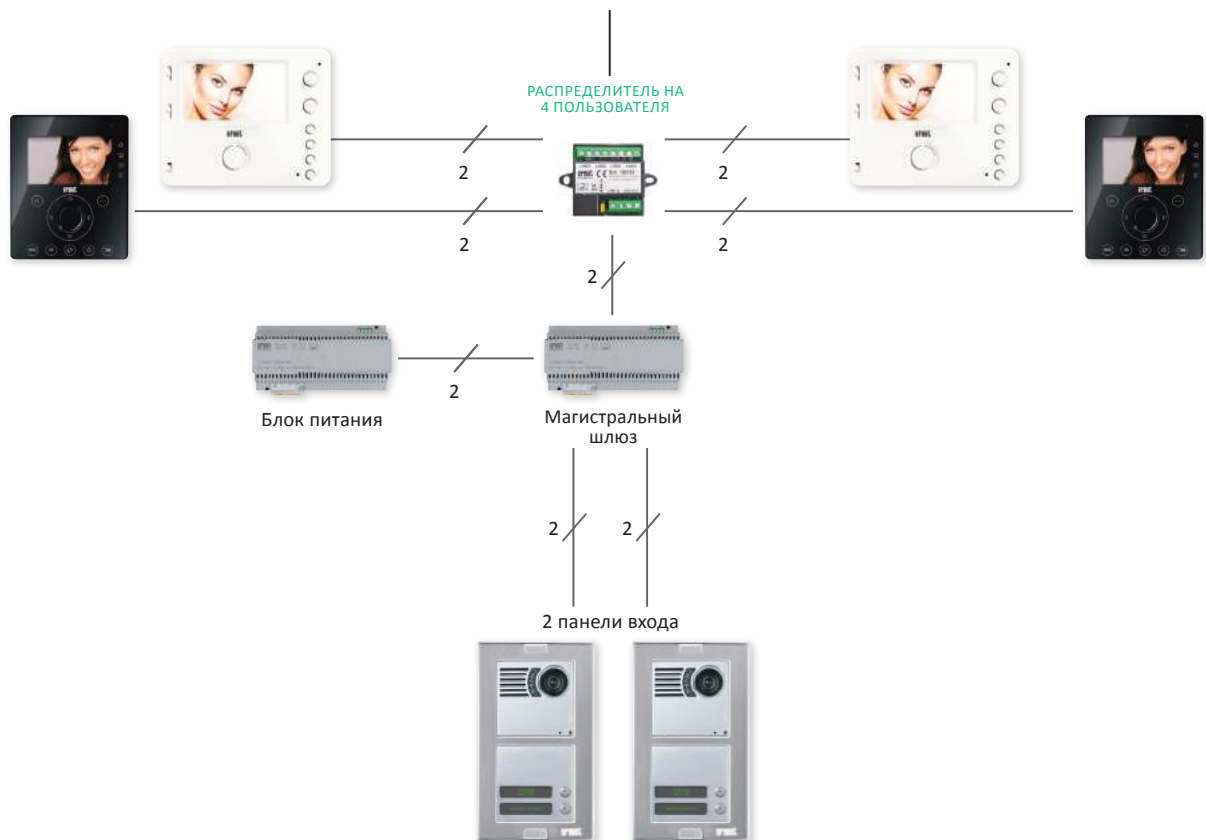 РАСПРЕДЕЛИТЕЛЬ НА
4 ПОЛЬЗОВАТЕЛЯ
2
2
2
2
2
2
Блок питания
Магистральный
шлюз
2
2
2 панели входа